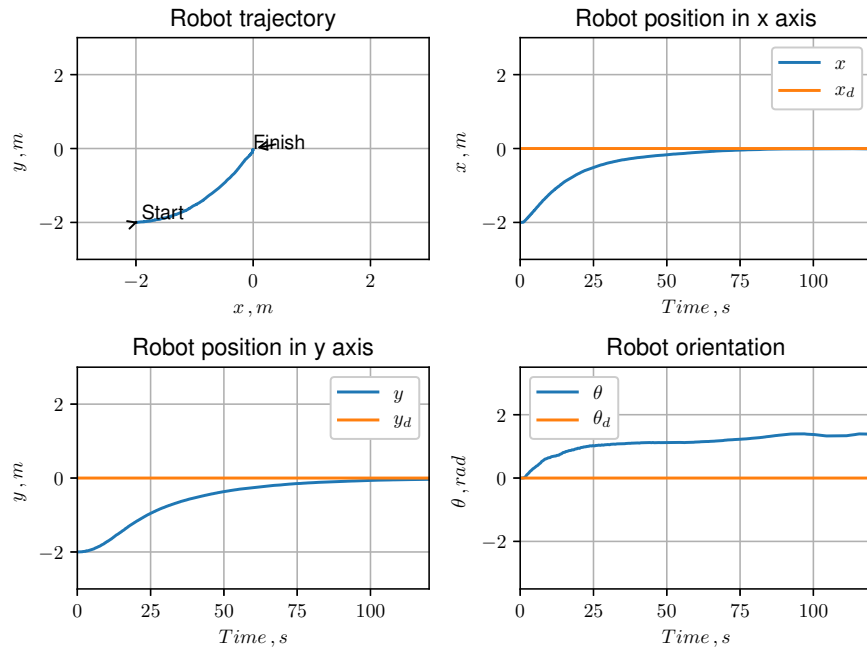 Robot trajectory
2
0
−2
y , m
Finish
Start
−2
0
2
x , m
Robot position in x axis
x
x_d
2
0
−2
x , m
0
25
50
75
100
Time , s
Robot position in y axis
y
y_d
2
0
−2
y , m
0
25
50
75
100
Time , s
Robot orientation
θ
θ_d
2
0
−2
θ , rad
0
25
50
75
100
Time , s